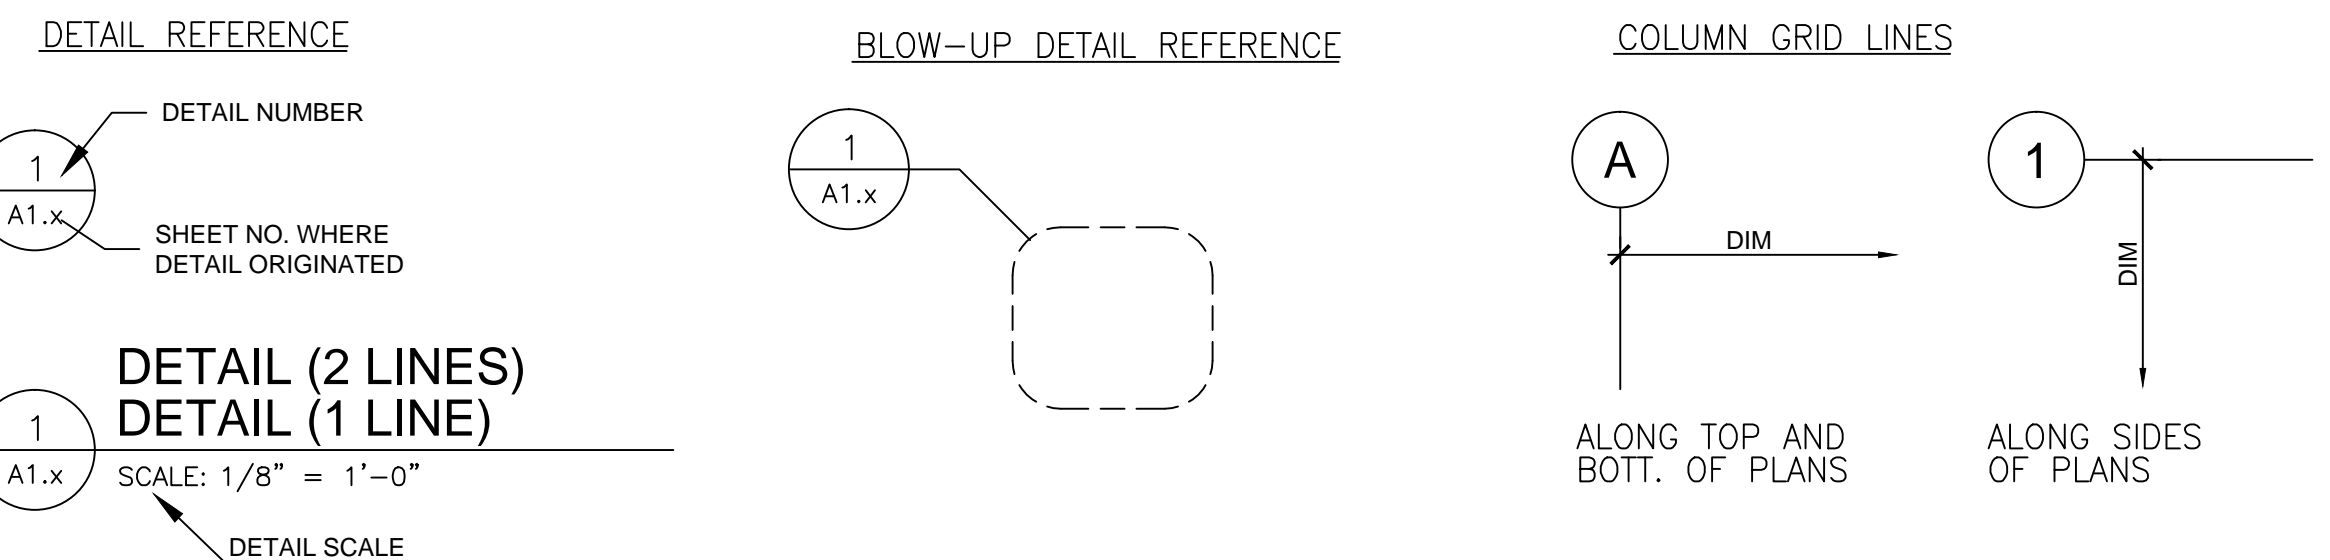 DETAIL REFERENCE
DETAIL NUMBER
1
A1.x
SHEET NO. WHERE
DETAIL ORIGINATED
DETAIL (2 LINES)
DETAIL (1 LINE)
1
A1.x
SCALE: 1/8" = 1'-0"
DETAIL SCALE
BLOW-UP DETAIL REFERENCE
1
A1.x
COLUMN GRID LINES
A
DIM
ALONG TOP AND
BOTT. OF PLANS
1
DIM
ALONG SIDES
OF PLANS